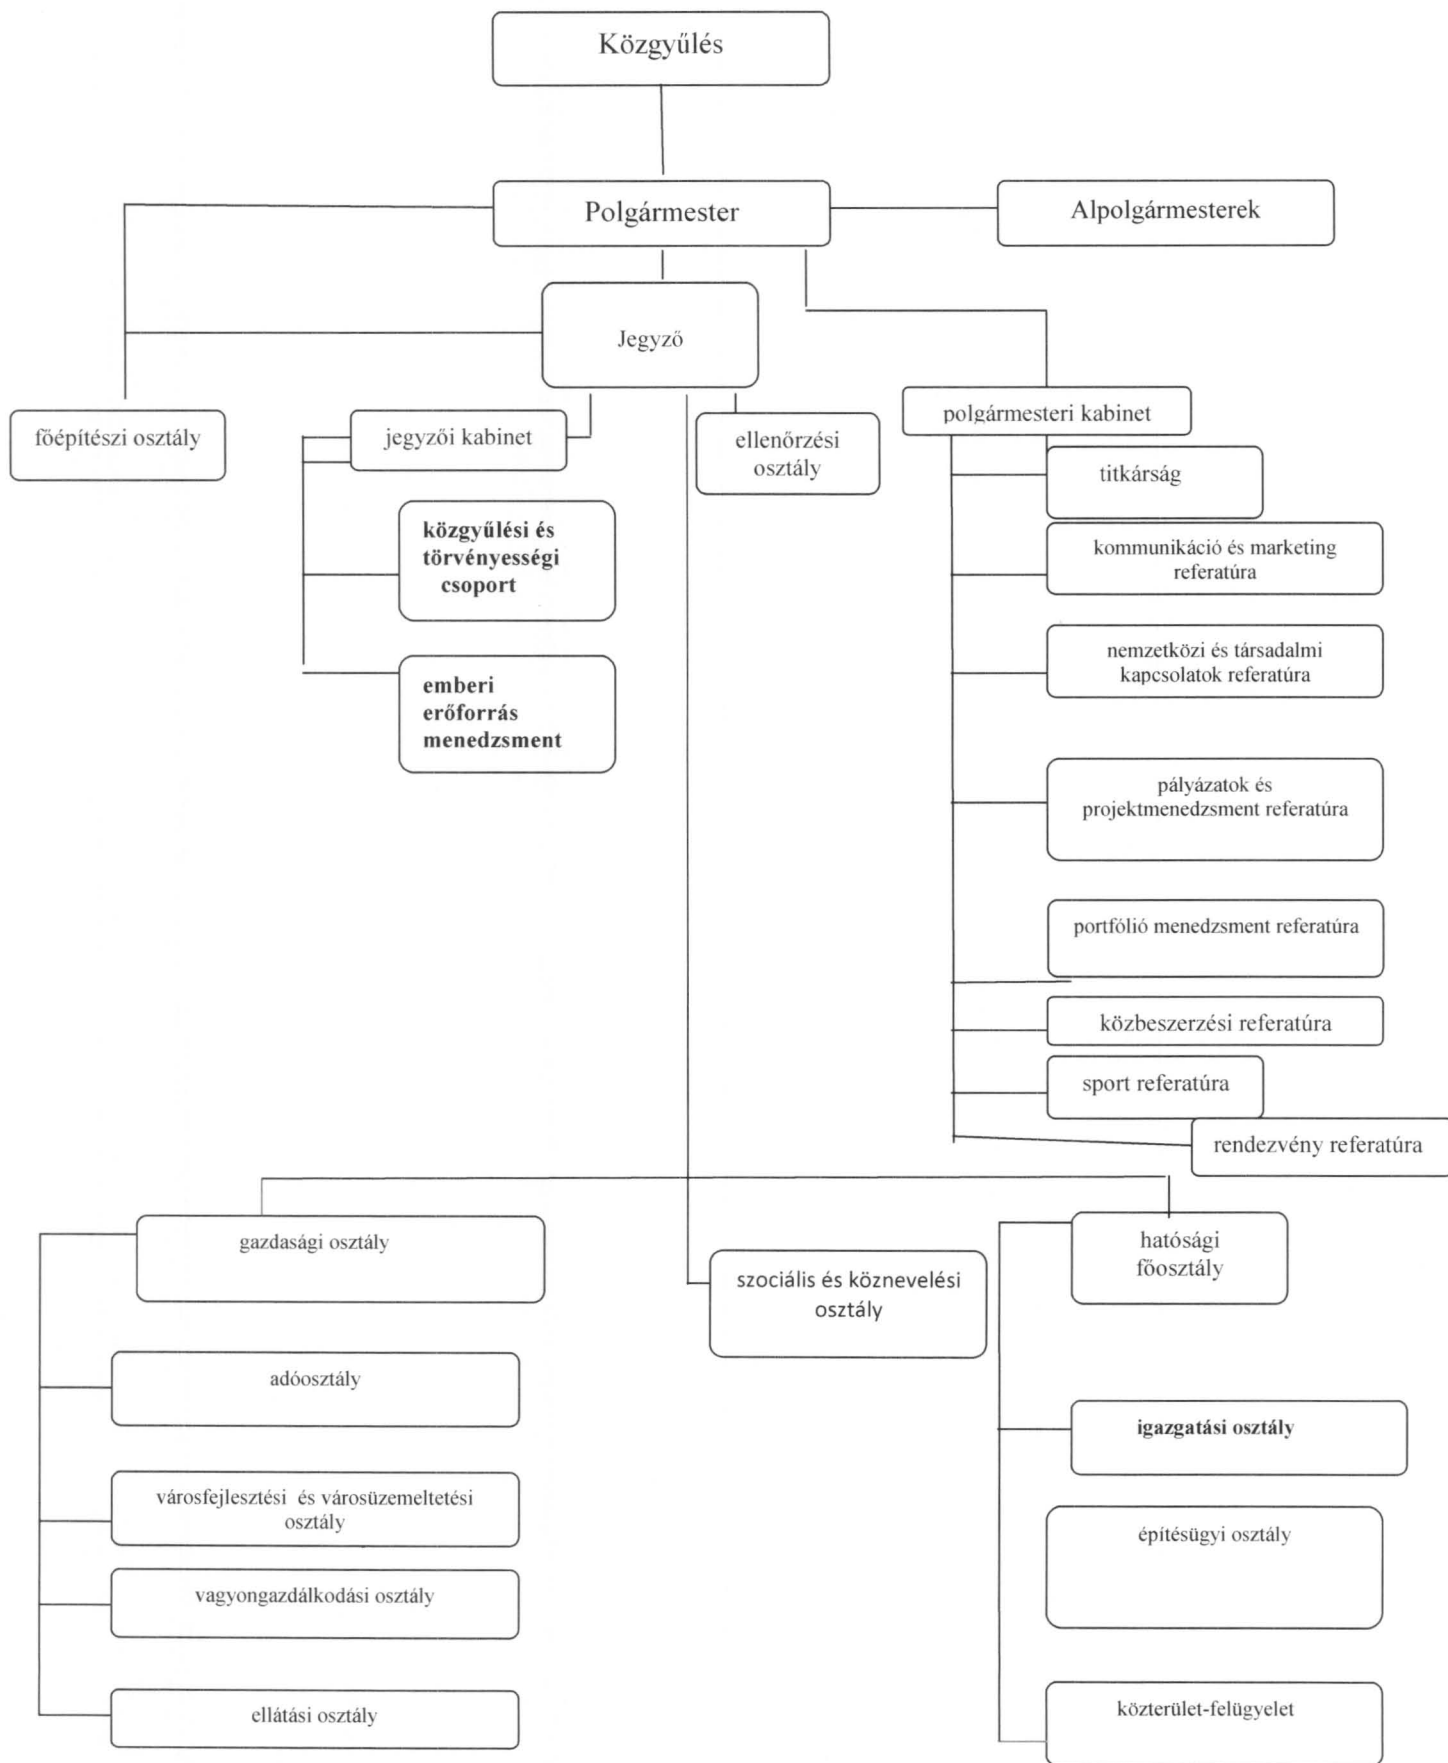 Közgyűlés
Polgármester
Alpolgármesterek
Jegyző
főépítészi osztály
jegyzői kabinet
ellenőrzési
osztály
polgármesteri kabinet
titkárság
közgyűlési és
törvényességi
csoport
kommunikáció és marketing
referatúra
nemzetközi és társadalmi
kapcsolatok referatúra
emberi
erőforrás
menedzsment
pályázatok és
projektmenedzsment referatúra
portfólió menedzsment referatúra
közbeszerzési referatúra
sport referatúra
rendezvény referatúra
gazdasági osztály
szociális és köznevelési
osztály
hatósági
főosztály
adóosztály
igazgatási osztály
városfejlesztési és városüzemeltetési
osztály
építésügyi osztály
vagyongazdálkodási osztály
ellátási osztály
közterület-felügyelet